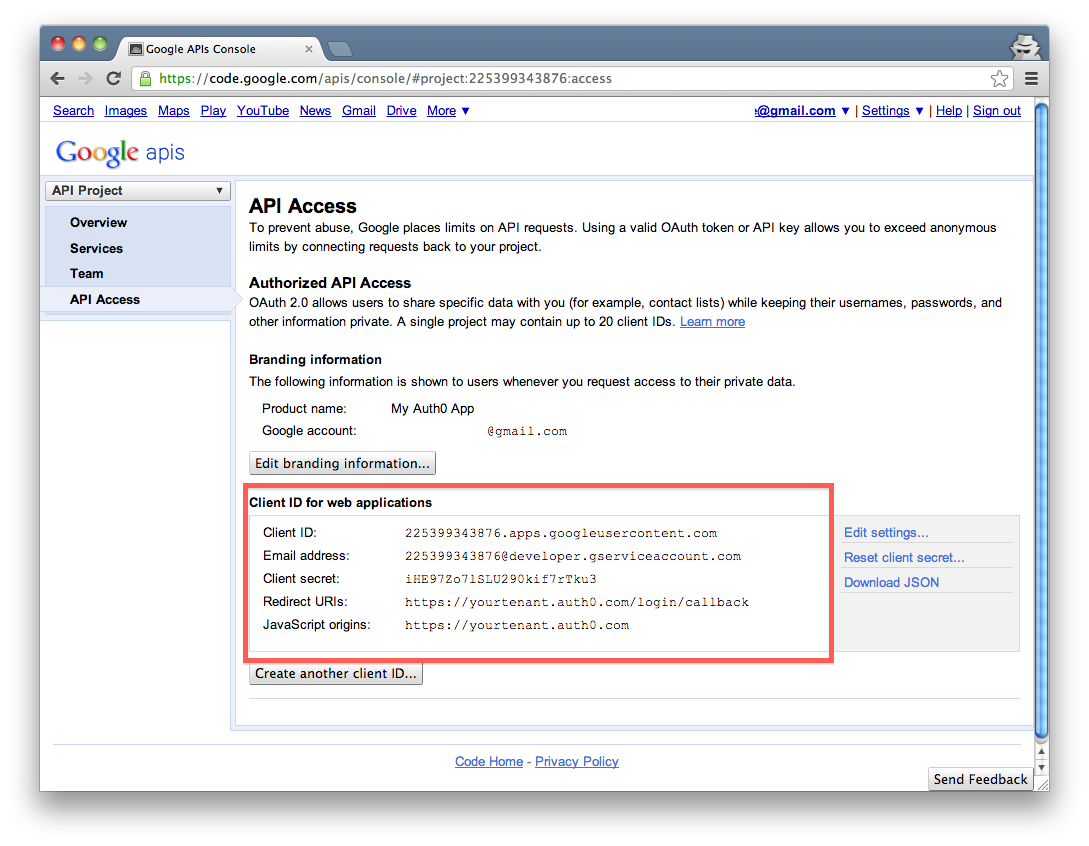 Google APIs Console
https://code.google.com/apis/console/#project:225399343876:access
Search Images Maps Play YouTube News Gmail Drive More ▼ @gmail.com ▼ | Settings ▼ | Help | Sign out
Google apis
API Project ▼
Overview
Services
Team
API Access
API Access
To prevent abuse, Google places limits on API requests. Using a valid OAuth token or API key allows you to exceed anonymous
limits by connecting requests back to your project.
Authorized API Access
OAuth 2.0 allows users to share specific data with you (for example, contact lists) while keeping their usernames, passwords, and
other information private. A single project may contain up to 20 client IDs. Learn more
Branding information
The following information is shown to users whenever you request access to their private data.
Product name: My Auth0 App
Google account: @gmail.com
Edit branding information...
Client ID for web applications
Client ID: 225399343876.apps.googleusercontent.com
Email address: 225399343876@developer.gserviceaccount.com
Client secret: iHE97Zo7lSLU290kif7rTku3
Redirect URIs: https://yourtenant.auth0.com/login/callback
JavaScript origins: https://yourtenant.auth0.com
Edit settings...
Reset client secret...
Download JSON
Create another client ID...
Code Home - Privacy Policy
Send Feedback